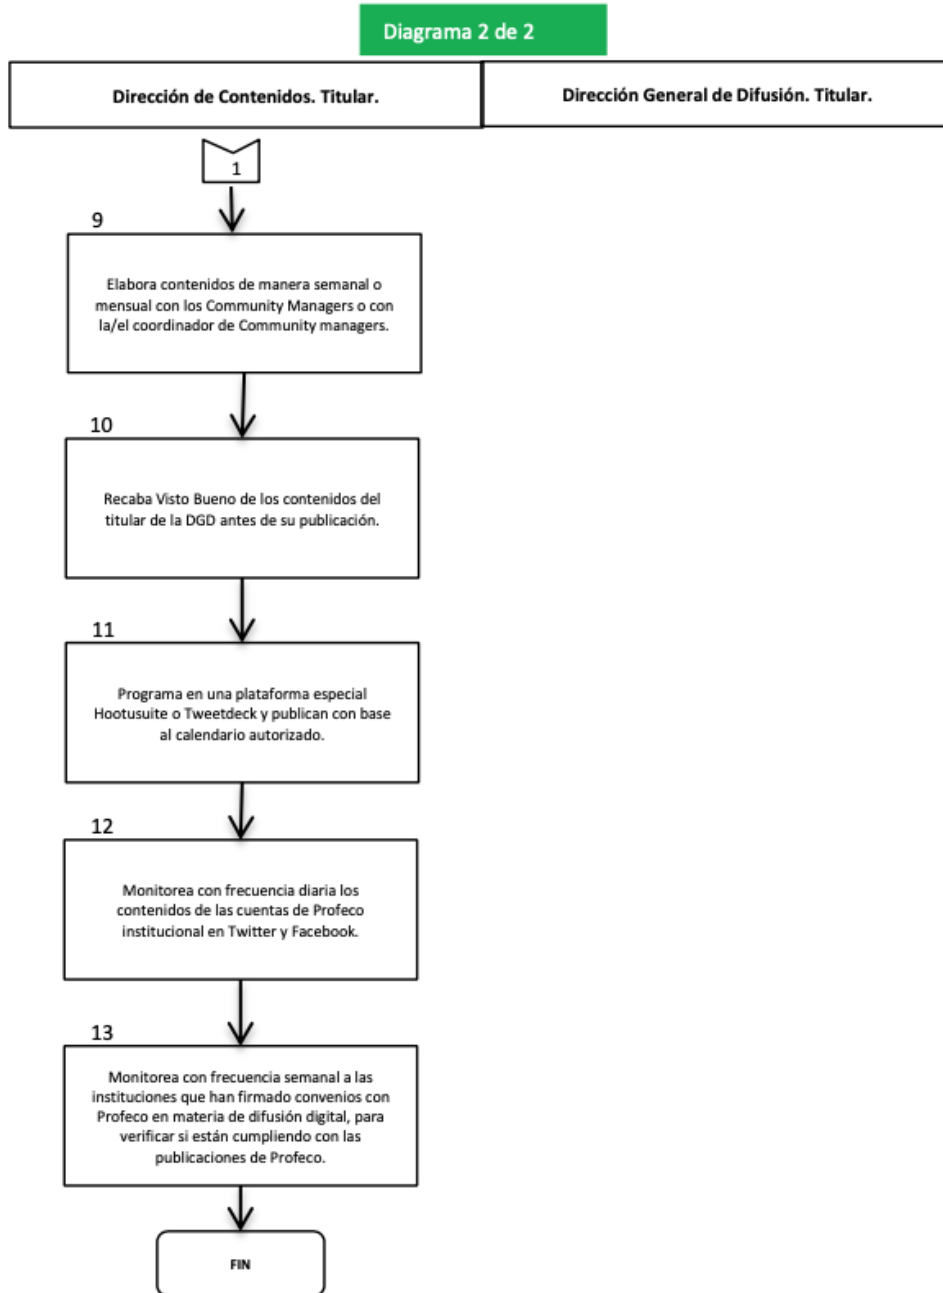 Diagrama 2 de 2
Dirección de Contenidos. Titular.
Dirección General de Difusión. Titular.
1
9
Elabora contenidos de manera semanal o
mensual con los Community Managers o con
la/el coordinador de Community managers.
10
Recaba Visto Bueno de los contenidos del
titular de la DGD antes de su publicación.
11
Programa en una plataforma especial
Hootusuite o Tweetdeck y publican con base
al calendario autorizado.
12
Monitorea con frecuencia diaria los
contenidos de las cuentas de Profeco
institucional en Twitter y Facebook.
13
Monitorea con frecuencia semanal a las
instituciones que han firmado convenios con
Profeco en materia de difusión digital, para
verificar si están cumpliendo con las
publicaciones de Profeco.
FIN